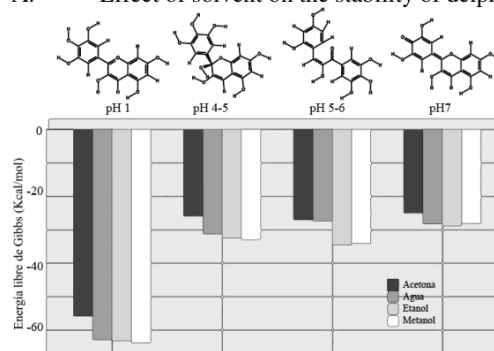 A. Effect of solvent on the stability of delp
pH 1 pH 4-5 pH 5-6 pH7
0
-20
-40
-60
Energía libre de Gibbs (Kcal/mol)
Acetona
Agua
Etanol
Metanol